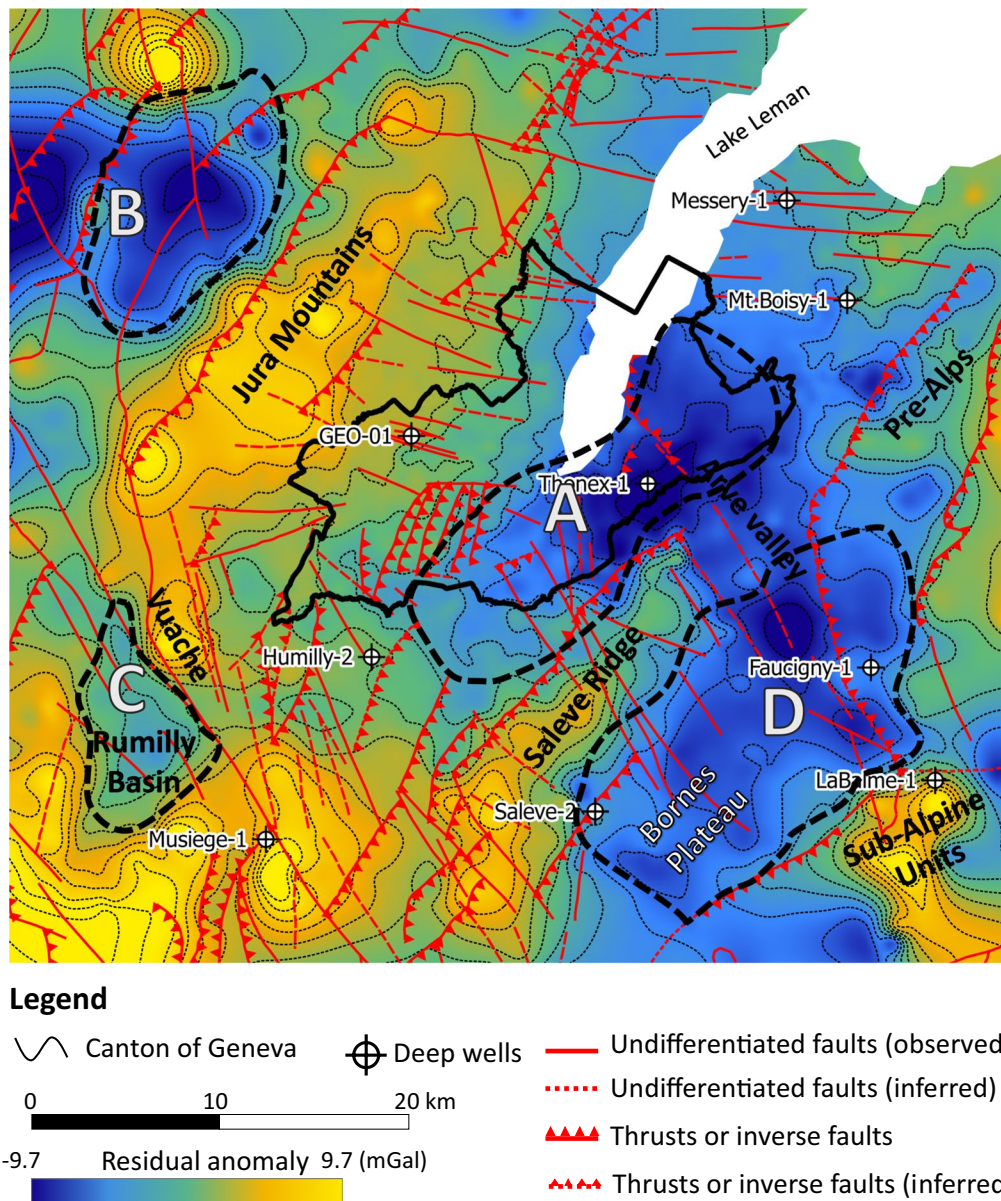 Lake Leman
Messery-1
B
Mt.Boisy-1
Jura Mountains
Pre-Alps
GEO-01
Thonex-1
A
Arve valley
Vuache
Humilly-2
Faucigny-1
C
Saleve Ridge
D
Rumilly
Basin
LaBalme-1
Saleve-2
Bornes
Plateau
Musiege-1
Sub-Alpine
Units
Legend
Canton of Geneva
Deep wells
Undifferentiated faults (observed
Undifferentiated faults (inferred)
0 10 20 km
Thrusts or inverse faults
-9.7 Residual anomaly 9.7 (mGal)
Thrusts or inverse faults (inferred